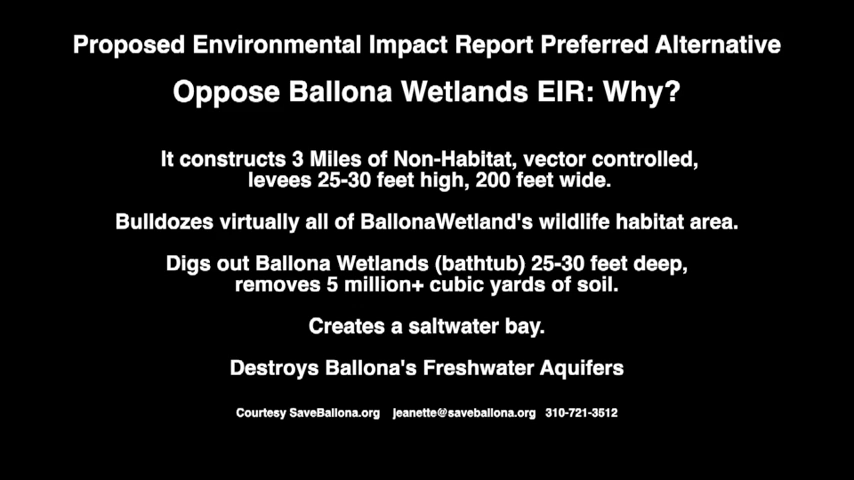 Proposed Environmental Impact Report Preferred Alternative
Oppose Ballona Wetlands EIR: Why?
It constructs 3 Miles of Non-Habitat, vector controlled,
levees 25-30 feet high, 200 feet wide.
Bulldozes virtually all of BallonaWetland's wildlife habitat area.
Digs out Ballona Wetlands (bathtub) 25-30 feet deep,
removes 5 million+ cubic yards of soil.
Creates a saltwater bay.
Destroys Ballona's Freshwater Aquifers
Courtesy SaveBallona.org jeanette@saveballona.org 310-721-3512